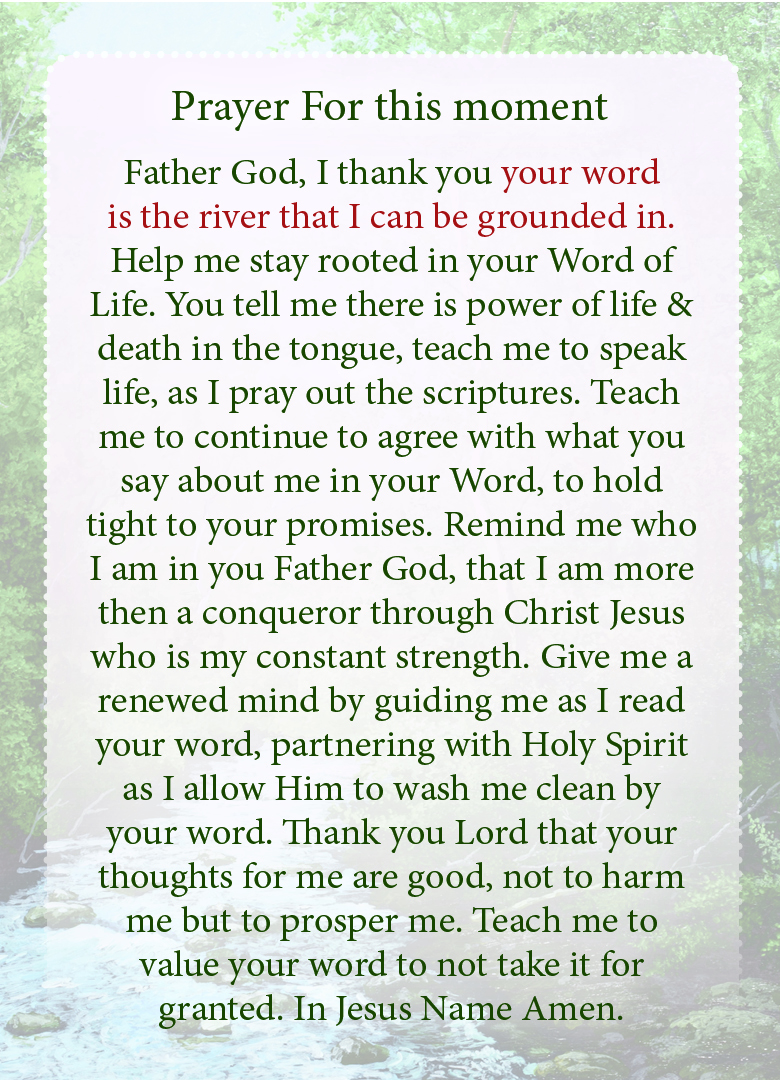 Prayer For this moment
Father God, I thank you your word
is the river that I can be grounded in.
Help me stay rooted in your Word of
Life. You tell me there is power of life &
death in the tongue, teach me to speak
life, as I pray out the scriptures. Teach
me to continue to agree with what you
say about me in your Word, to hold
tight to your promises. Remind me who
I am in you Father God, that I am more
then a conqueror through Christ Jesus
who is my constant strength. Give me a
renewed mind by guiding me as I read
your word, partnering with Holy Spirit
as I allow Him to wash me clean by
your word. Thank you Lord that your
thoughts for me are good, not to harm
me but to prosper me. Teach me to
value your word to not take it for
granted. In Jesus Name Amen.